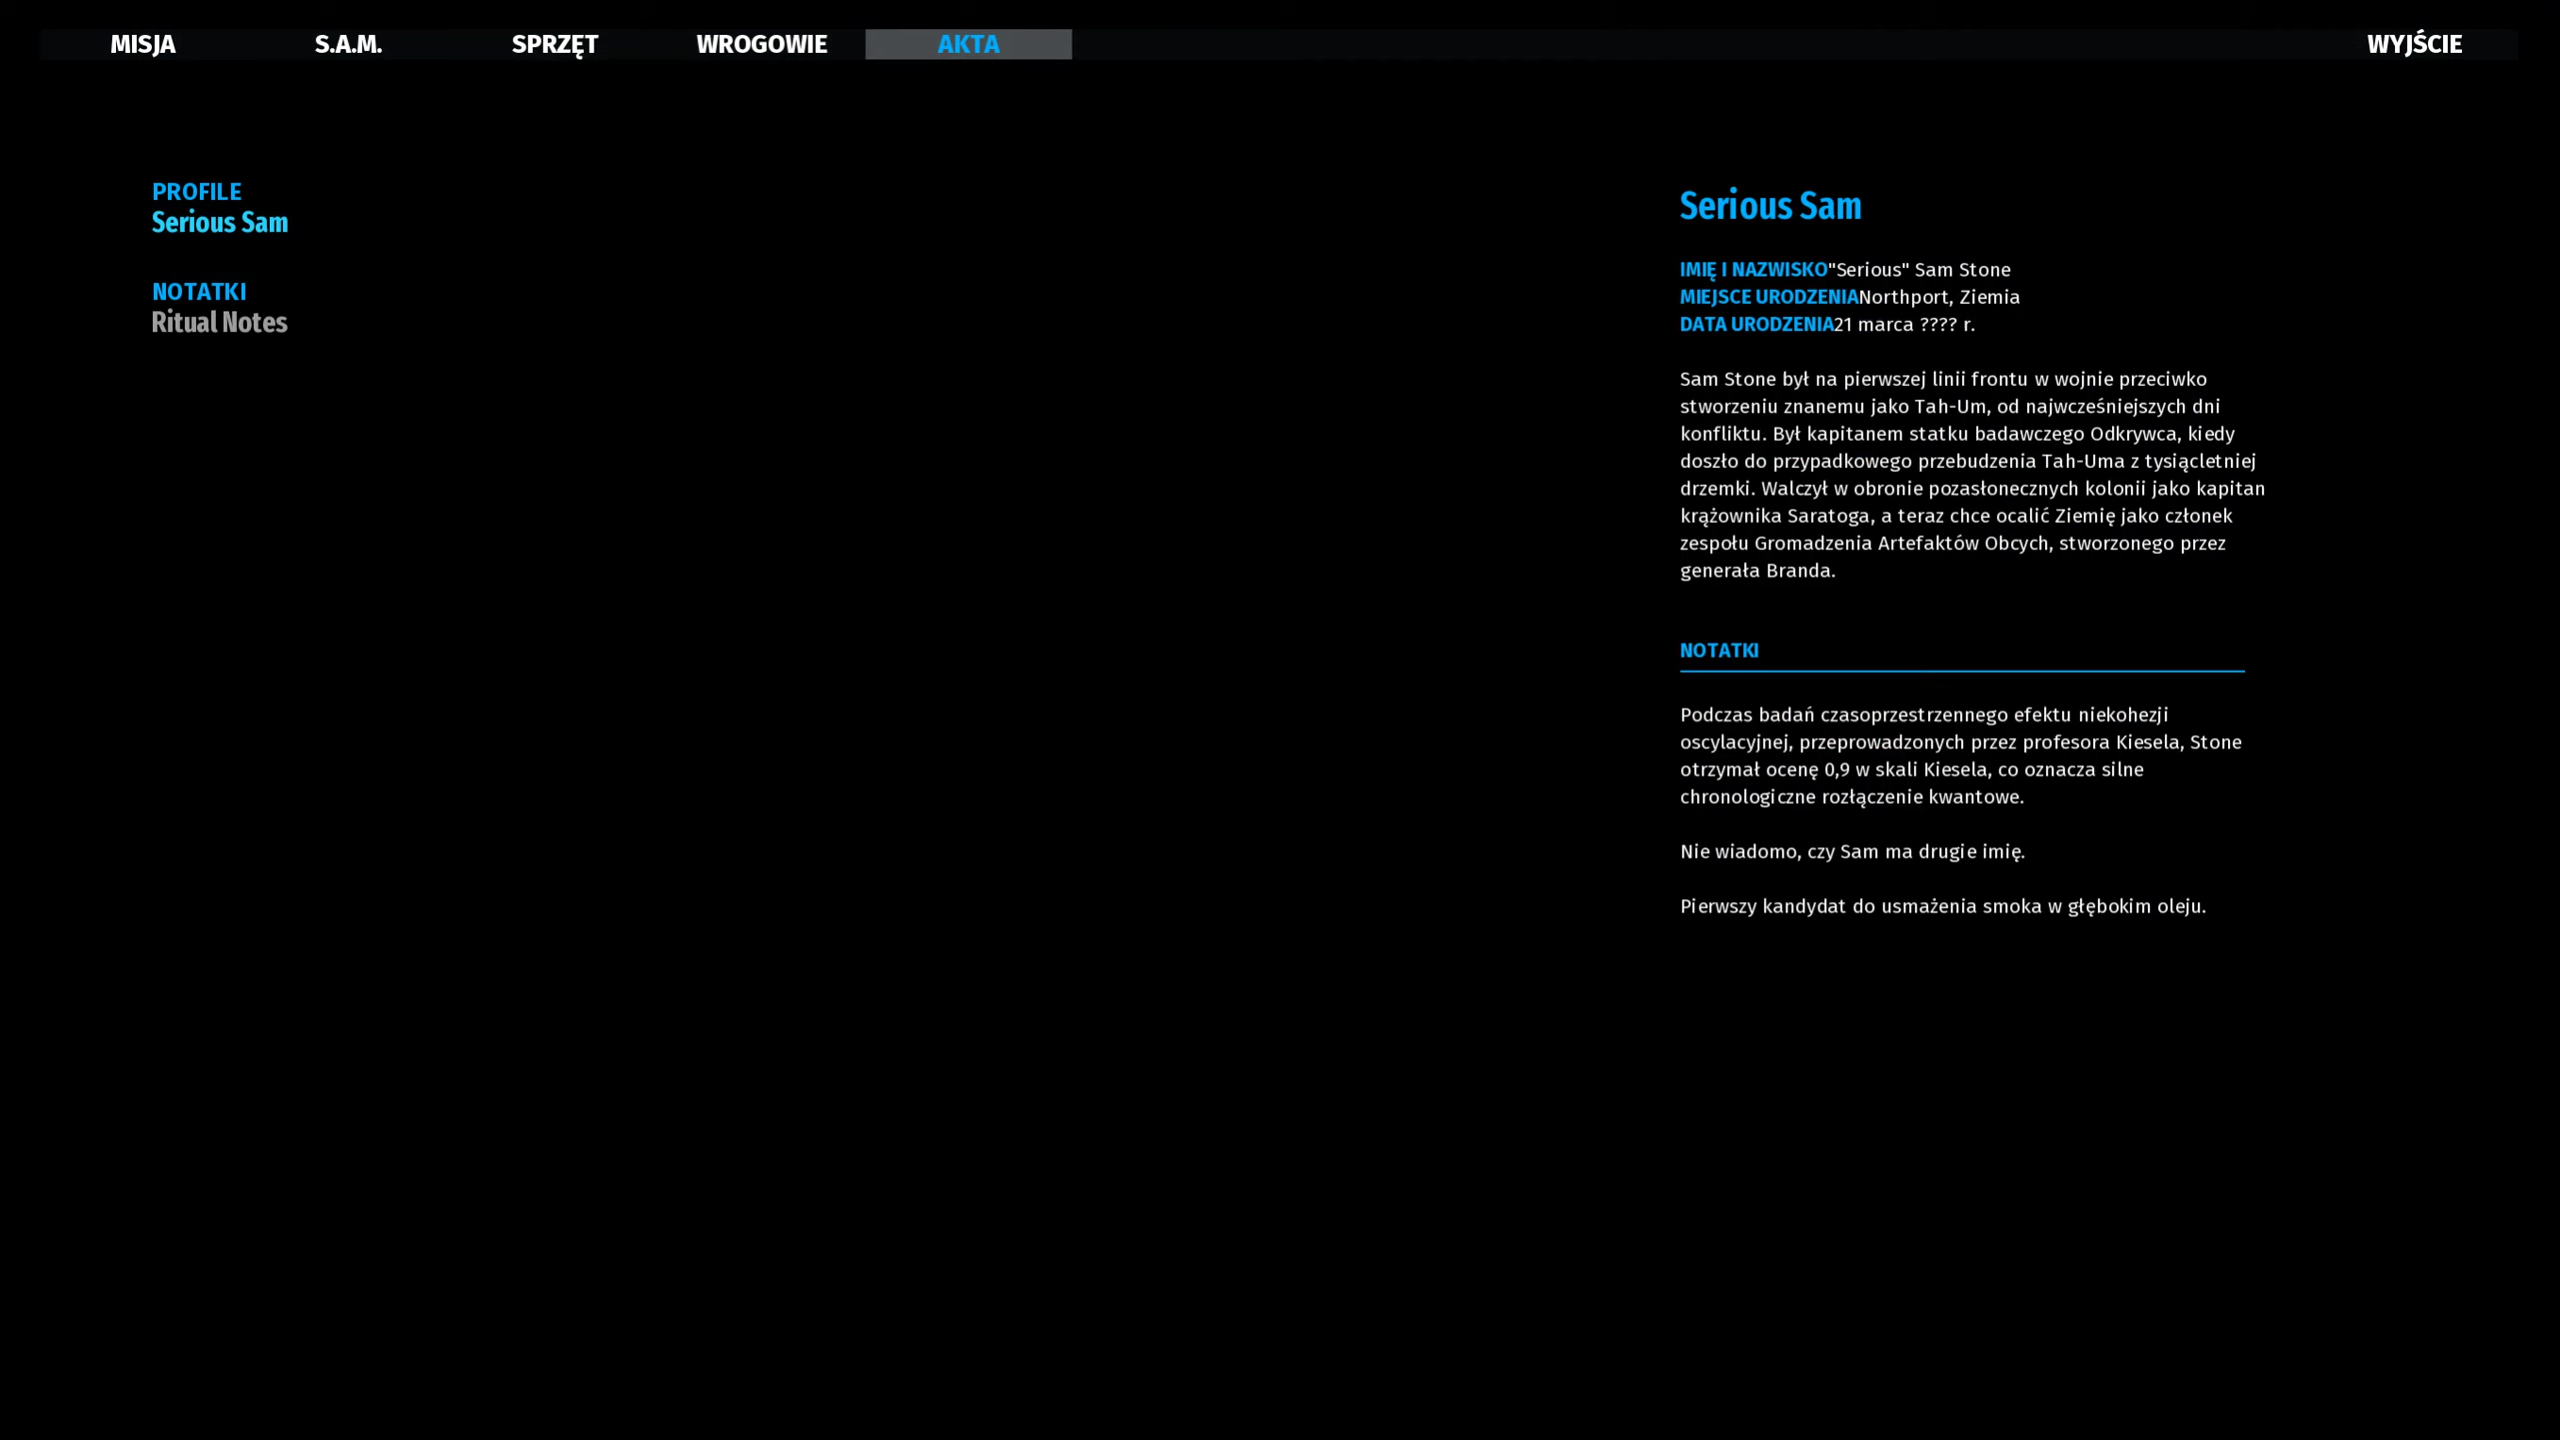 MISJA S.A.M. SPRZĘT WROGOWIE AKTA WYJŚCIE
PROFILE
Serious Sam
NOTATKI
Ritual Notes
Serious Sam
IMIĘ I NAZWISKO"Serious" Sam Stone
MIEJSCE URODZENIANorthport, Ziemia
DATA URODZENIA21 marca ???? r.
Sam Stone był na pierwszej linii frontu w wojnie przeciwko
stworzeniu znanemu jako Tah-Um, od najwcześniejszych dni
konfliktu. Był kapitanem statku badawczego Odkrywca, kiedy
doszło do przypadkowego przebudzenia Tah-Uma z tysiącletniej
drzemki. Walczył w obronie pozasłonecznych kolonii jako kapitan
krążownika Saratoga, a teraz chce ocalić Ziemię jako członek
zespołu Gromadzenia Artefaktów Obcych, stworzonego przez
generała Branda.
NOTATKI
Podczas badań czasoprzestrzennego efektu niekohezji
oscylacyjnej, przeprowadzonych przez profesora Kiesela, Stone
otrzymał ocenę 0,9 w skali Kiesela, co oznacza silne
chronologiczne rozłączenie kwantowe.
Nie wiadomo, czy Sam ma drugie imię.
Pierwszy kandydat do usmażenia smoka w głębokim oleju.